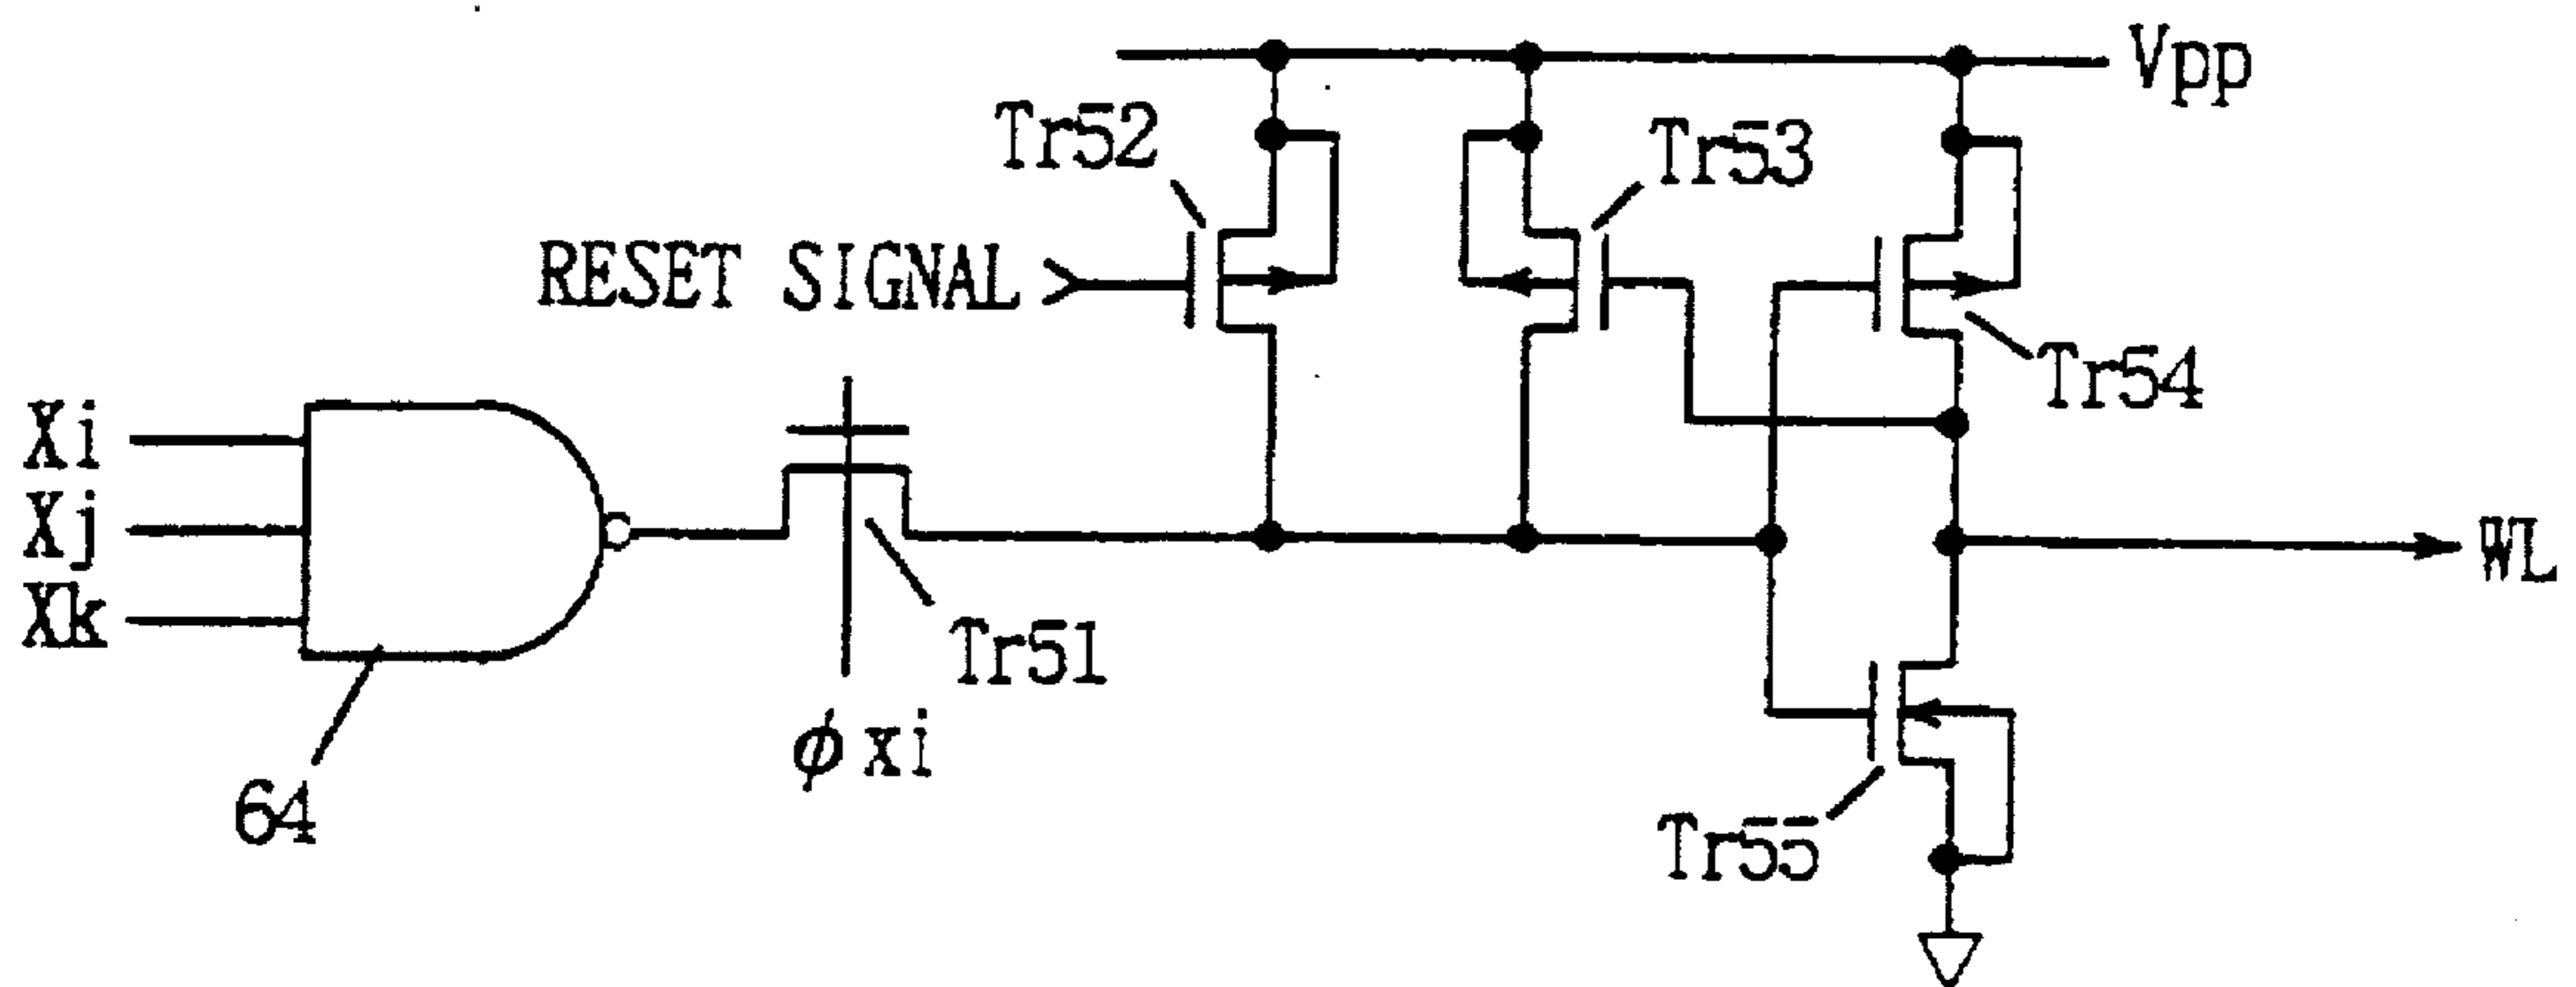 Vpp
Tr52
Tr53
RESET SIGNAL
Tr54
Xi
Xj
Xk
WL
Tr51
φxi
64
Tr55